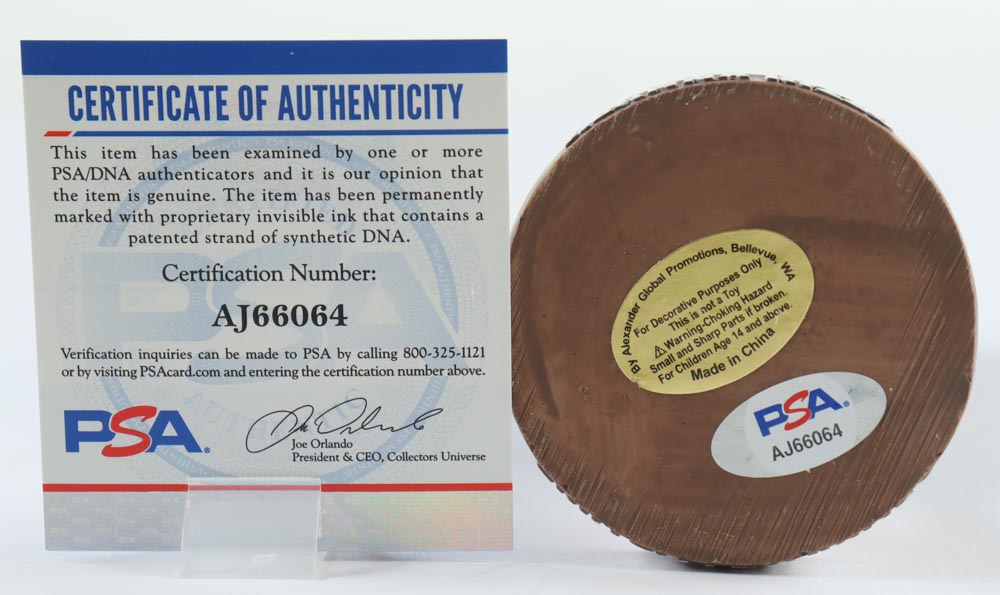 CERTIFICATE OF AUTHENTICITY
This item has been examined by one or more
PSA/DNA authenticators and it is our opinion that
the item is genuine. The item has been permanently
marked with proprietary invisible ink that contains a
patented strand of synthetic DNA.
Certification Number:
AJ66064
Verification inquiries can be made to PSA by calling 800-325-1121
or by visiting PSAcard.com and entering the certification number above.
PSA
Joe Orlando
President & CEO, Collectors Universe
By Alexander Global Promotions, Bellevue, WA
For Decorative Purposes Only
This is not a Toy
⚠Warning-Choking Hazard
Small and Sharp Parts if broken.
For Children Age 14 and above.
Made in China
PSA
AJ66064